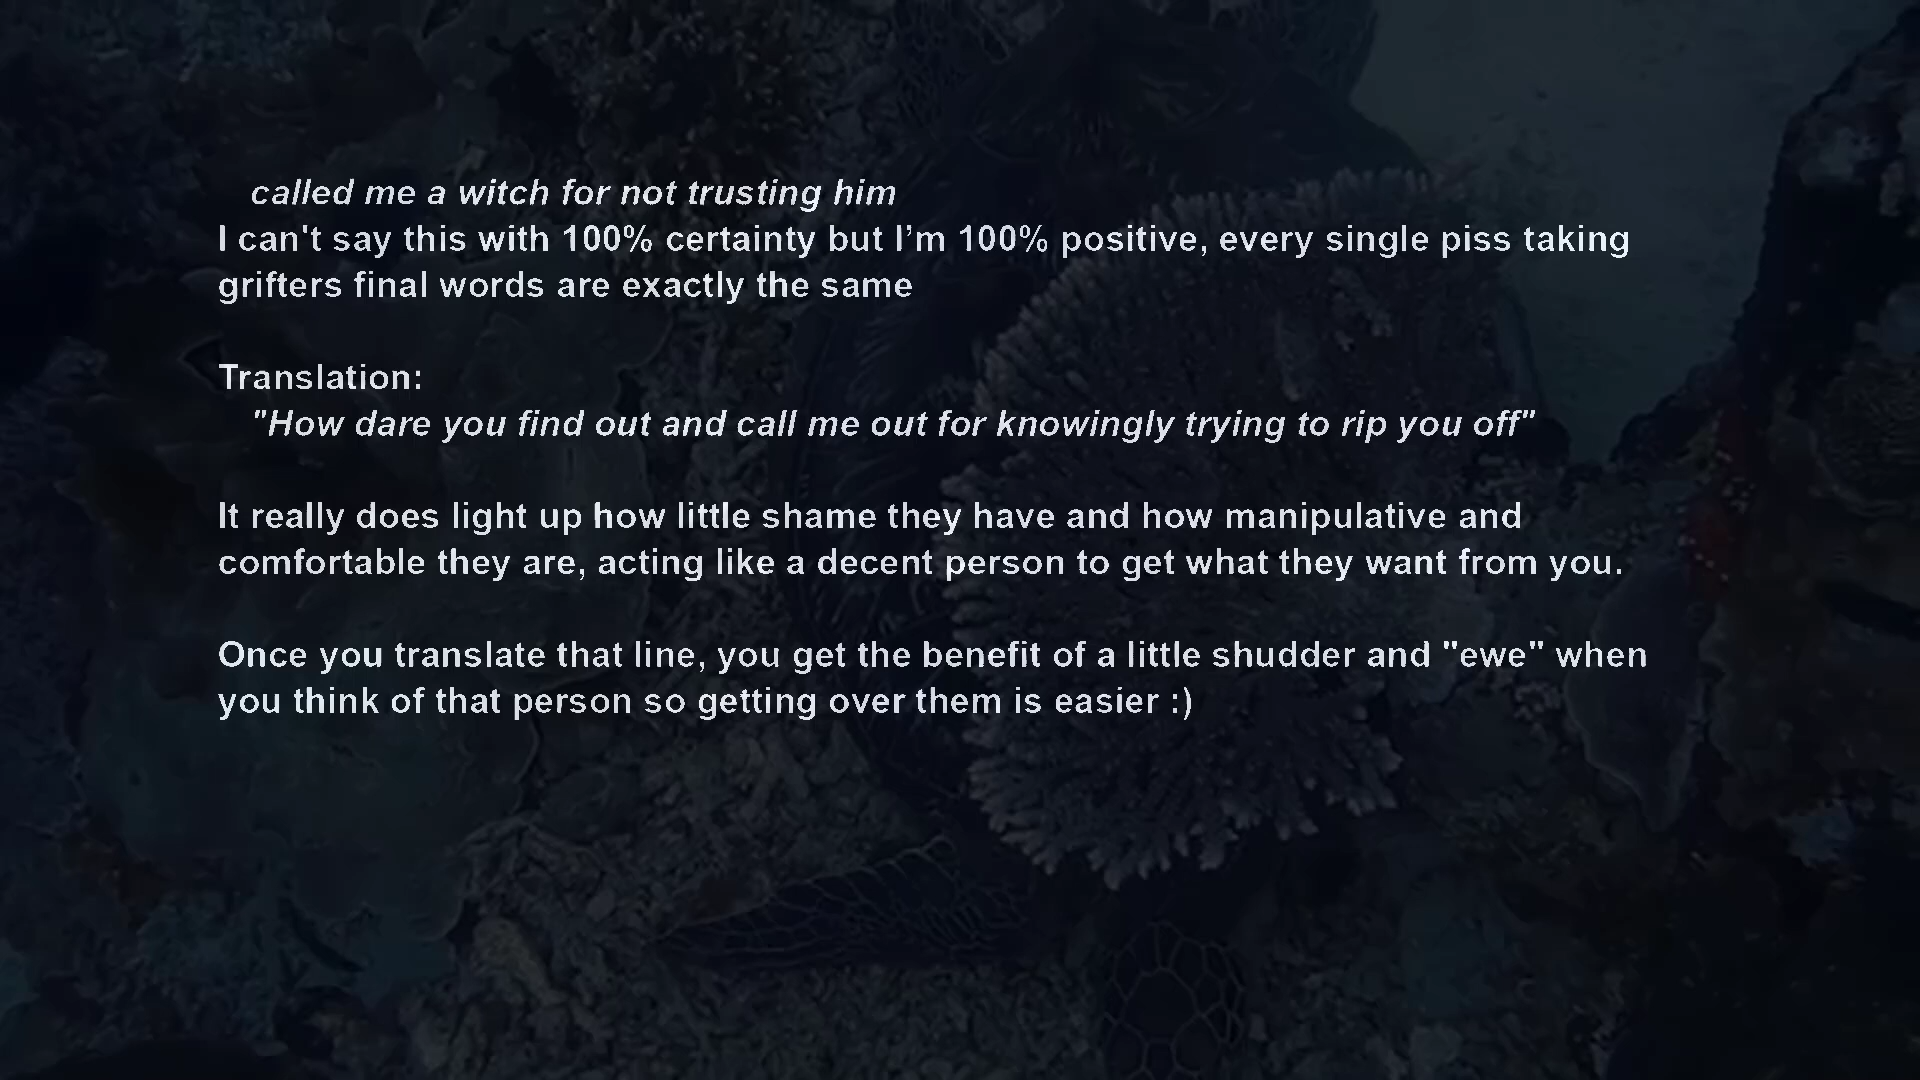 called me a witch for not trusting him
I can't say this with 100% certainty but I’m 100% positive, every single piss taking
grifters final words are exactly the same
Translation:
"How dare you find out and call me out for knowingly trying to rip you off"
It really does light up how little shame they have and how manipulative and
comfortable they are, acting like a decent person to get what they want from you.
Once you translate that line, you get the benefit of a little shudder and "ewe" when
you think of that person so getting over them is easier :)